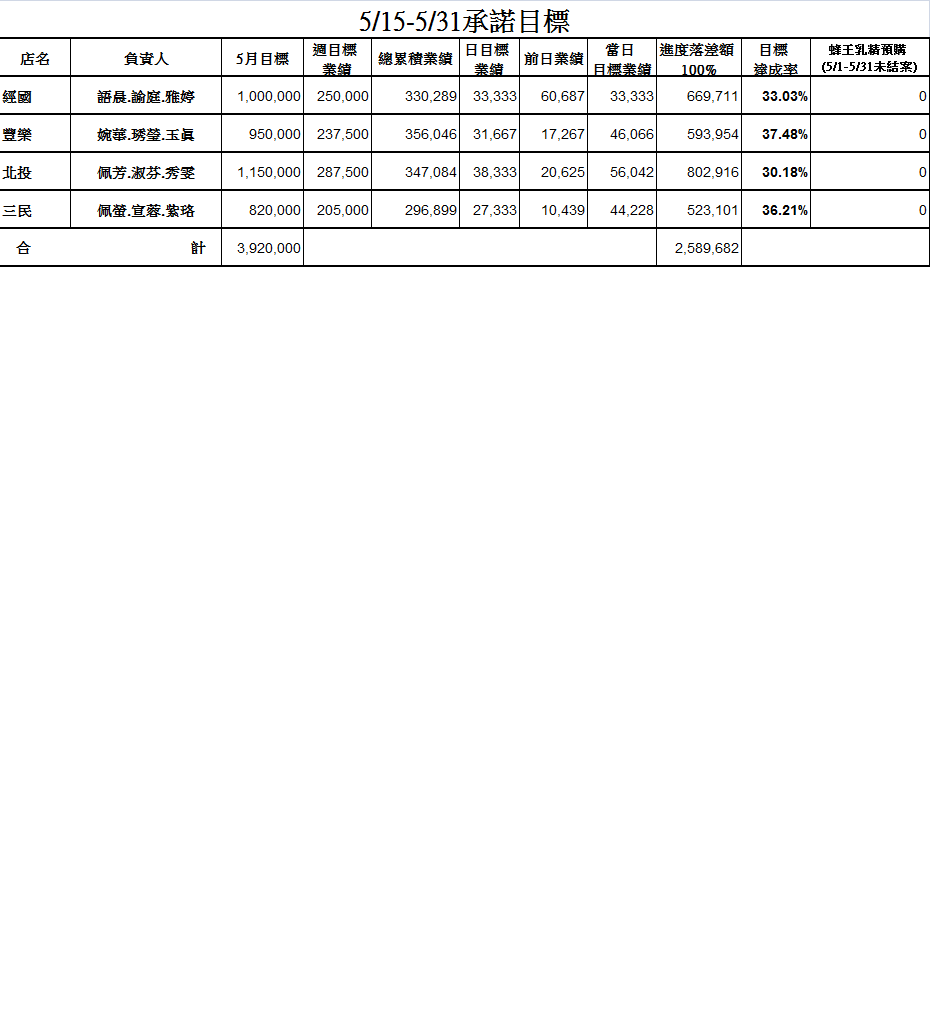 5/15-5/31承諾目標
店名 負責人 5月目標 週目標業績 總累積業績 日目標業績 前日業績 當日目標業績 進度落差額100% 目標達成率 蜂王乳精預購(5/1-5/31未結案)
經國 語晨.諭庭.雅婷 1,000,000 250,000 330,289 33,333 60,687 33,333 669,711 33.03% 0
豐樂 婉華.琇瑩.玉真 950,000 237,500 356,046 31,667 17,267 46,066 593,954 37.48% 0
北投 佩芳.淑芬.秀雯 1,150,000 287,500 347,084 38,333 20,625 56,042 802,916 30.18% 0
三民 佩螢.宣蓉.紫珞 820,000 205,000 296,899 27,333 10,439 44,228 523,101 36.21% 0
合 計 3,920,000 2,589,682